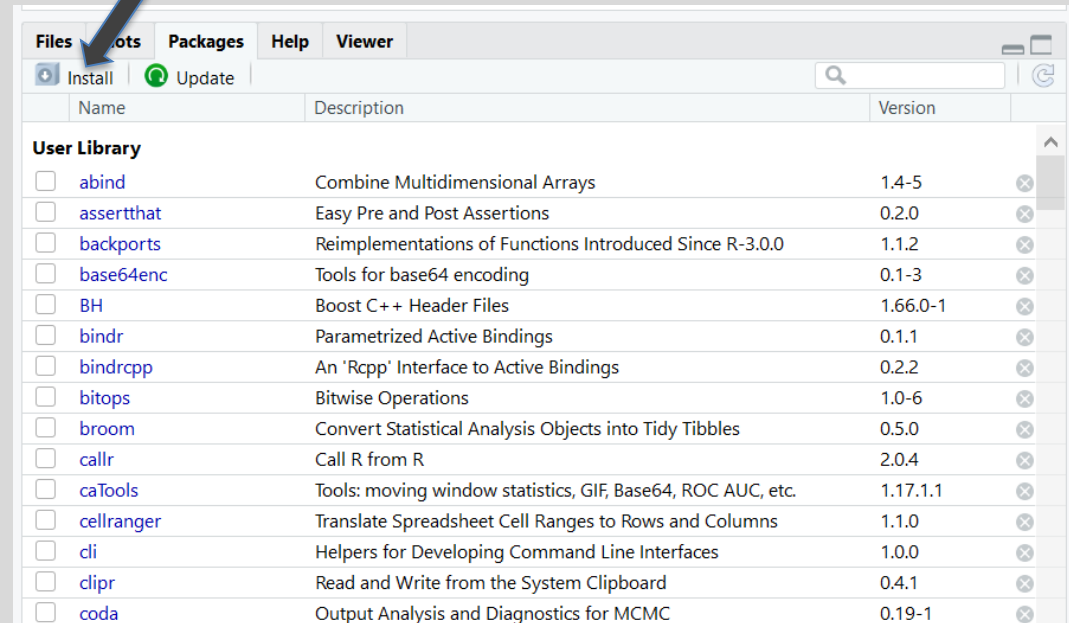 Files Packages Help Viewer
Install Update
Name Description Version
User Library
abind Combine Multidimensional Arrays 1.4-5
assertthat Easy Pre and Post Assertions 0.2.0
backports Reimplementations of Functions Introduced Since R-3.0.0 1.1.2
base64enc Tools for base64 encoding 0.1-3
BH Boost C++ Header Files 1.66.0-1
bindr Parametrized Active Bindings 0.1.1
bindrcpp An 'Rcpp' Interface to Active Bindings 0.2.2
bitops Bitwise Operations 1.0-6
broom Convert Statistical Analysis Objects into Tidy Tibbles 0.5.0
callr Call R from R 2.0.4
caTools Tools: moving window statistics, GIF, Base64, ROC AUC, etc. 1.17.1.1
cellranger Translate Spreadsheet Cell Ranges to Rows and Columns 1.1.0
cli Helpers for Developing Command Line Interfaces 1.0.0
clipr Read and Write from the System Clipboard 0.4.1
coda Output Analysis and Diagnostics for MCMC 0.19-1